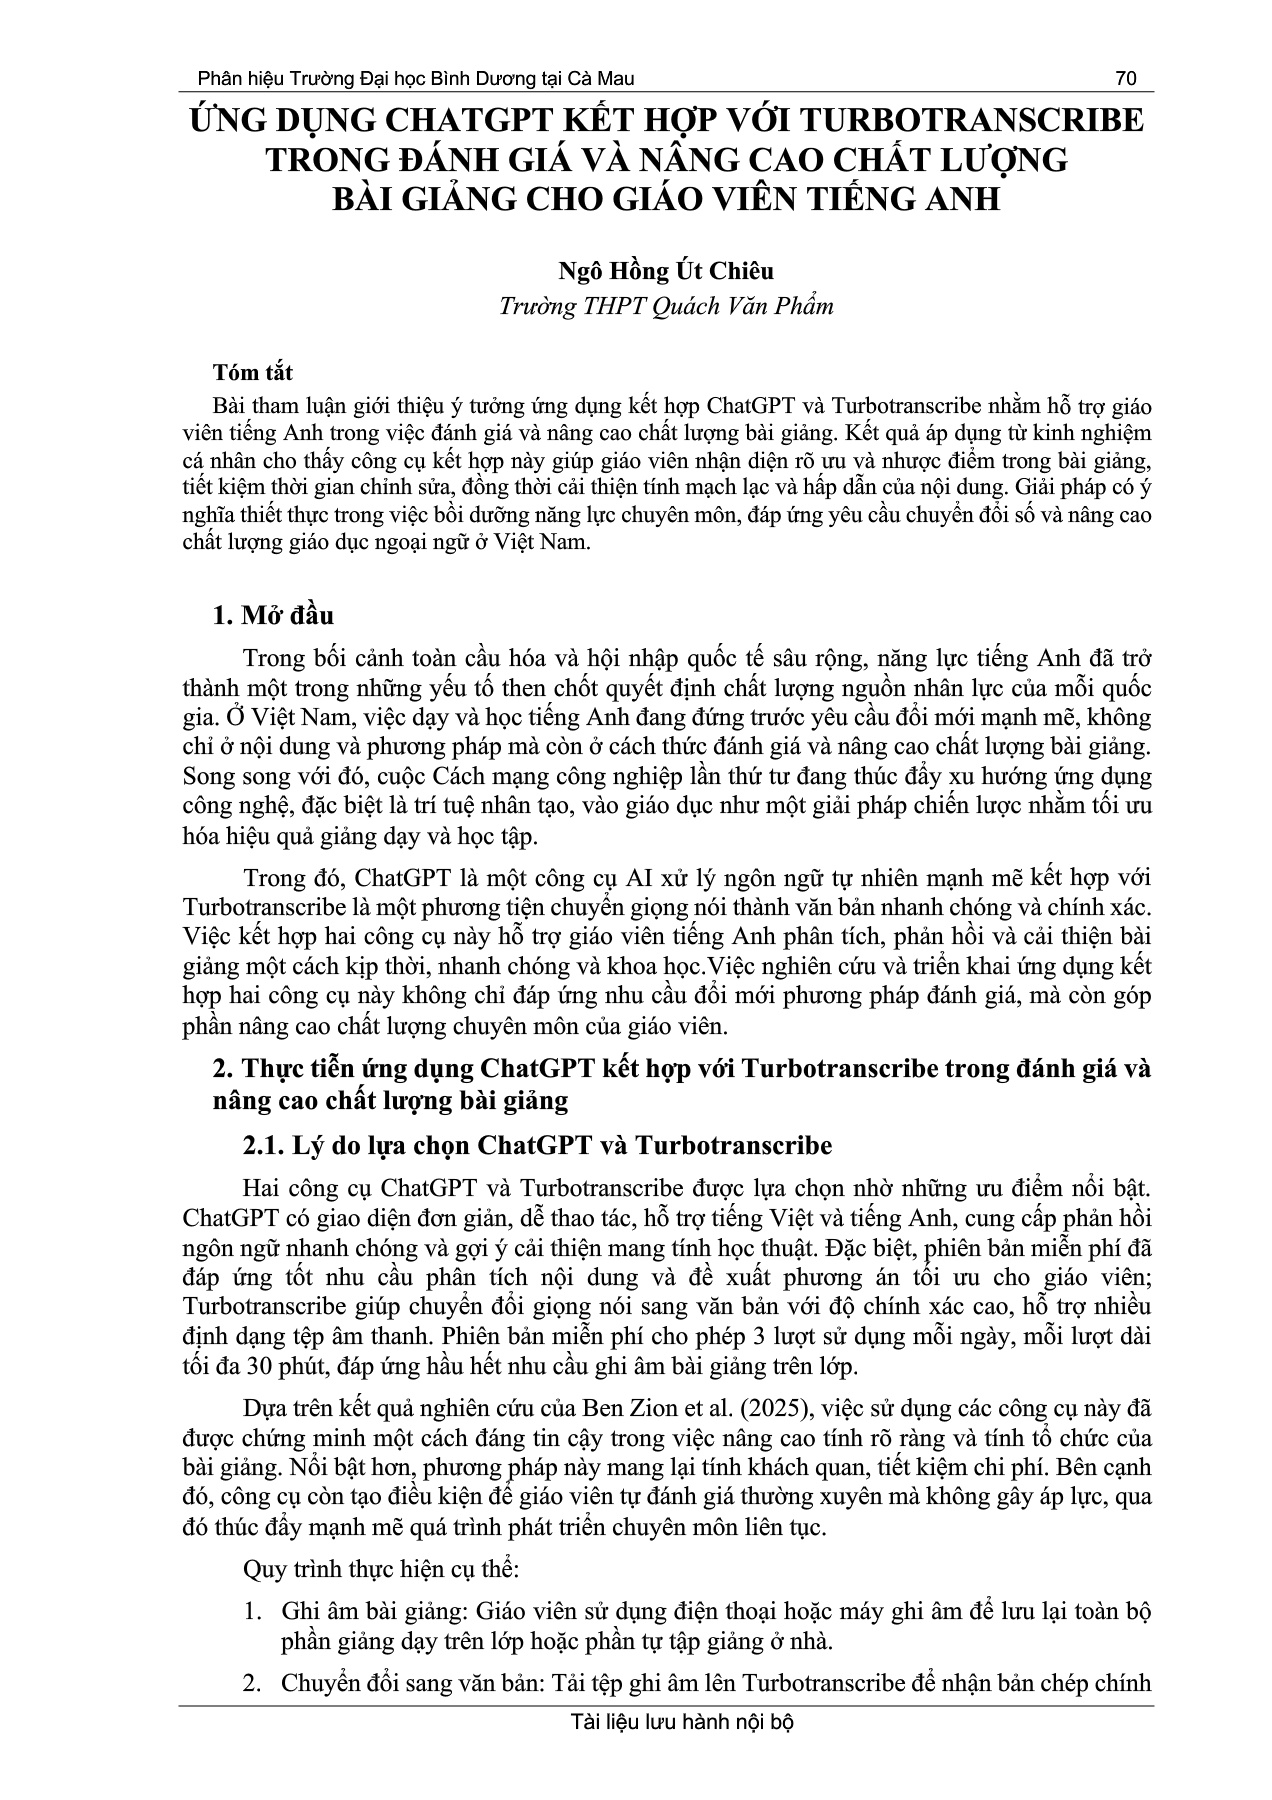 Phân hiệu Trường Đại học Bình Dương tại Cà Mau 70
ỨNG DỤNG CHATGPT KẾT HỢP VỚI TURBOTRANSCRIBE
TRONG ĐÁNH GIÁ VÀ NÂNG CAO CHẤT LƯỢNG
BÀI GIẢNG CHO GIÁO VIÊN TIẾNG ANH
Ngô Hồng Út Chiêu
Trường THPT Quách Văn Phẩm
Tóm tắt
Bài tham luận giới thiệu ý tưởng ứng dụng kết hợp ChatGPT và Turbotranscribe nhằm hỗ trợ giáo
viên tiếng Anh trong việc đánh giá và nâng cao chất lượng bài giảng. Kết quả áp dụng từ kinh nghiệm
cá nhân cho thấy công cụ kết hợp này giúp giáo viên nhận diện rõ ưu và nhược điểm trong bài giảng,
tiết kiệm thời gian chỉnh sửa, đồng thời cải thiện tính mạch lạc và hấp dẫn của nội dung. Giải pháp có ý
nghĩa thiết thực trong việc bồi dưỡng năng lực chuyên môn, đáp ứng yêu cầu chuyển đổi số và nâng cao
chất lượng giáo dục ngoại ngữ ở Việt Nam.
1. Mở đầu
Trong bối cảnh toàn cầu hóa và hội nhập quốc tế sâu rộng, năng lực tiếng Anh đã trở
thành một trong những yếu tố then chốt quyết định chất lượng nguồn nhân lực của mỗi quốc
gia. Ở Việt Nam, việc dạy và học tiếng Anh đang đứng trước yêu cầu đổi mới mạnh mẽ, không
chỉ ở nội dung và phương pháp mà còn ở cách thức đánh giá và nâng cao chất lượng bài giảng.
Song song với đó, cuộc Cách mạng công nghiệp lần thứ tư đang thúc đẩy xu hướng ứng dụng
công nghệ, đặc biệt là trí tuệ nhân tạo, vào giáo dục như một giải pháp chiến lược nhằm tối ưu
hóa hiệu quả giảng dạy và học tập.
Trong đó, ChatGPT là một công cụ AI xử lý ngôn ngữ tự nhiên mạnh mẽ kết hợp với
Turbotranscribe là một phương tiện chuyển giọng nói thành văn bản nhanh chóng và chính xác.
Việc kết hợp hai công cụ này hỗ trợ giáo viên tiếng Anh phân tích, phản hồi và cải thiện bài
giảng một cách kịp thời, nhanh chóng và khoa học.Việc nghiên cứu và triển khai ứng dụng kết
hợp hai công cụ này không chỉ đáp ứng nhu cầu đổi mới phương pháp đánh giá, mà còn góp
phần nâng cao chất lượng chuyên môn của giáo viên.
2. Thực tiễn ứng dụng ChatGPT kết hợp với Turbotranscribe trong đánh giá và
nâng cao chất lượng bài giảng
2.1. Lý do lựa chọn ChatGPT và Turbotranscribe
Hai công cụ ChatGPT và Turbotranscribe được lựa chọn nhờ những ưu điểm nổi bật.
ChatGPT có giao diện đơn giản, dễ thao tác, hỗ trợ tiếng Việt và tiếng Anh, cung cấp phản hồi
ngôn ngữ nhanh chóng và gợi ý cải thiện mang tính học thuật. Đặc biệt, phiên bản miễn phí đã
đáp ứng tốt nhu cầu phân tích nội dung và đề xuất phương án tối ưu cho giáo viên;
Turbotranscribe giúp chuyển đổi giọng nói sang văn bản với độ chính xác cao, hỗ trợ nhiều
định dạng tệp âm thanh. Phiên bản miễn phí cho phép 3 lượt sử dụng mỗi ngày, mỗi lượt dài
tối đa 30 phút, đáp ứng hầu hết nhu cầu ghi âm bài giảng trên lớp.
Dựa trên kết quả nghiên cứu của Ben Zion et al. (2025), việc sử dụng các công cụ này đã
được chứng minh một cách đáng tin cậy trong việc nâng cao tính rõ ràng và tính tổ chức của
bài giảng. Nổi bật hơn, phương pháp này mang lại tính khách quan, tiết kiệm chi phí. Bên cạnh
đó, công cụ còn tạo điều kiện để giáo viên tự đánh giá thường xuyên mà không gây áp lực, qua
đó thúc đẩy mạnh mẽ quá trình phát triển chuyên môn liên tục.
Quy trình thực hiện cụ thể:
1. Ghi âm bài giảng: Giáo viên sử dụng điện thoại hoặc máy ghi âm để lưu lại toàn bộ
phần giảng dạy trên lớp hoặc phần tự tập giảng ở nhà.
2. Chuyển đổi sang văn bản: Tải tệp ghi âm lên Turbotranscribe để nhận bản chép chính
Tài liệu lưu hành nội bộ